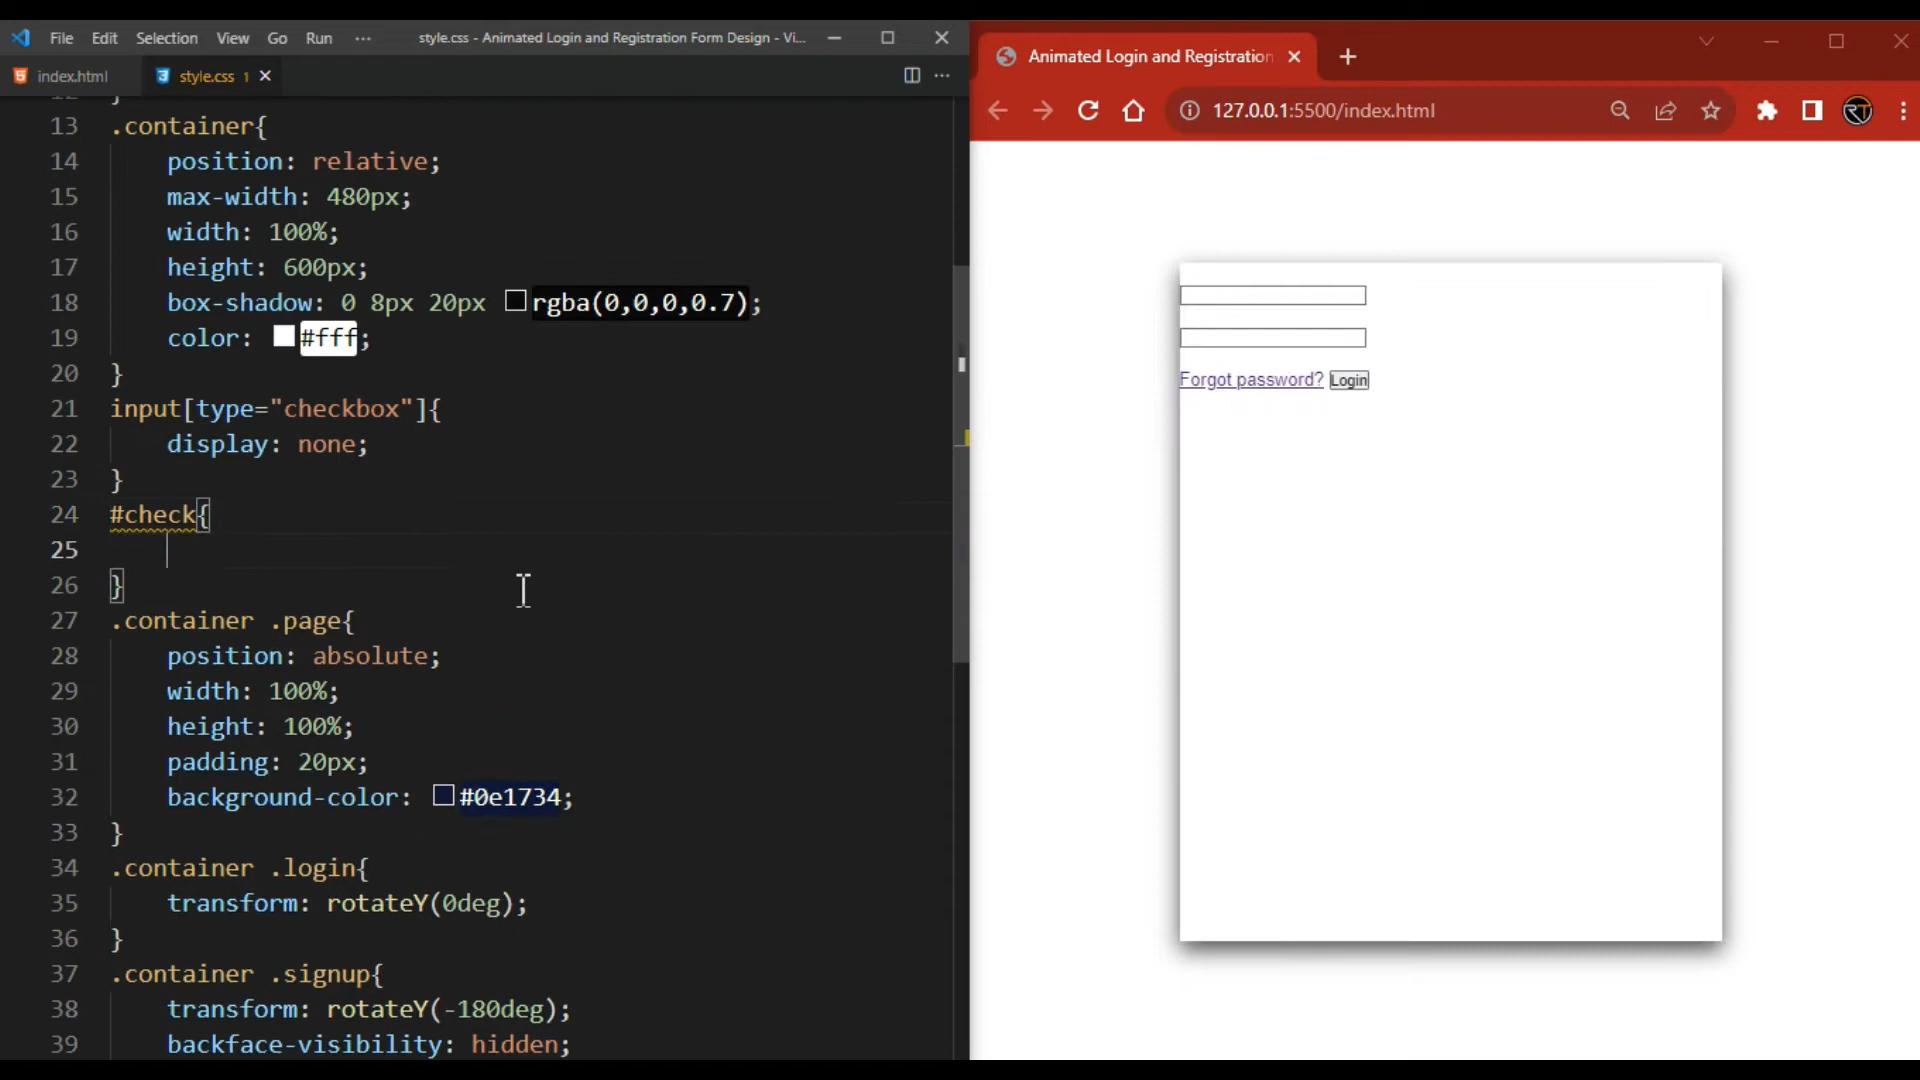 File Edit Selection View Go Run ··· style.css - Animated Login and Registration Form Design - Vi...
index.html style.css 1
13 .container{
14 position: relative;
15 max-width: 480px;
16 width: 100%;
17 height: 600px;
18 box-shadow: 0 8px 20px rgba(0,0,0,0.7);
19 color: #fff;
20 }
21 input[type="checkbox"]{
22 display: none;
23 }
24 #check{
25
26 }
27 .container .page{
28 position: absolute;
29 width: 100%;
30 height: 100%;
31 padding: 20px;
32 background-color: #0e1734;
33 }
34 .container .login{
35 transform: rotateY(0deg);
36 }
37 .container .signup{
38 transform: rotateY(-180deg);
39 backface-visibility: hidden;
Animated Login and Registration
127.0.0.1:5500/index.html
RT
Forgot password? Login